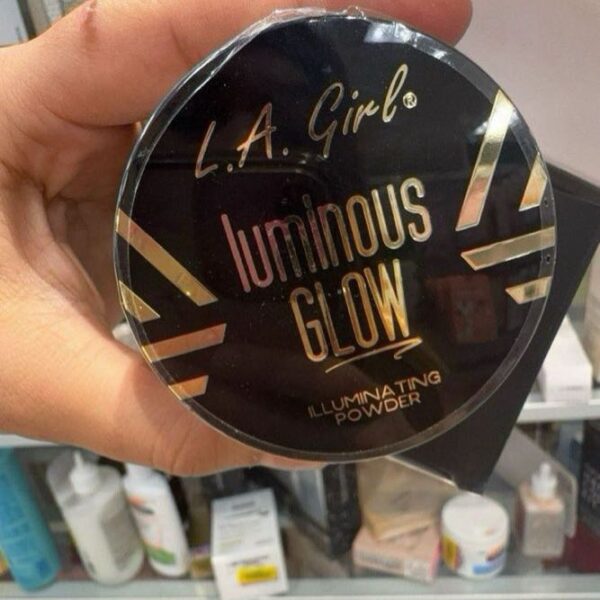 L.A. Girl®
luminous
GLOW
ILLUMINATING
POWDER